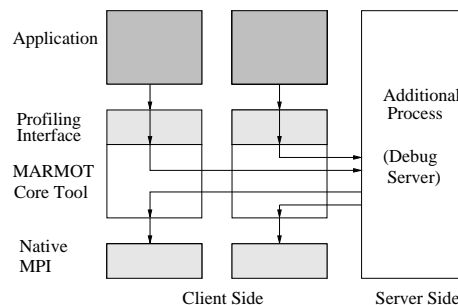 Application
Profiling
Interface
MARMOT
Core Tool
Native
MPI
Additional
Process
(Debug
Server)
Client Side
Server Side